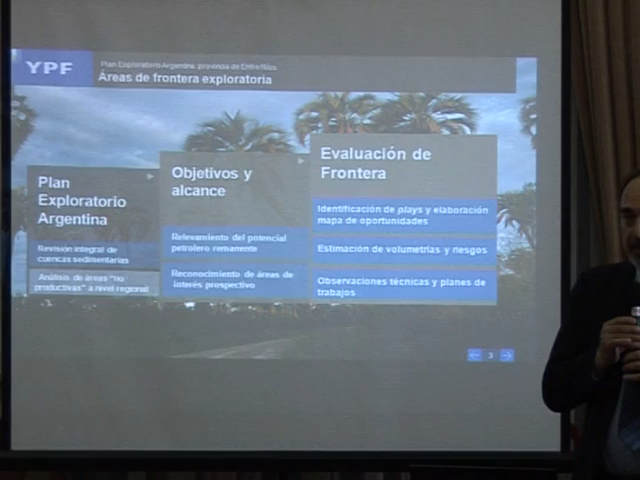 YPF
Plan Exploratorio Argentina: provincia de Entre Ríos
Áreas de frontera exploratoria
Plan
Exploratorio
Argentina
Revisión integral de
cuencas sedimentarias
Análisis de áreas "no
productivas" a nivel regional
Objetivos y
alcance
Relevamiento del potencial
petrolero remanente
Reconocimiento de áreas de
interés prospectivo
Evaluación de
Frontera
Identificación de plays y elaboración
mapa de oportunidades
Estimación de volumetrías y riesgos
Observaciones técnicas y planes de
trabajos
3